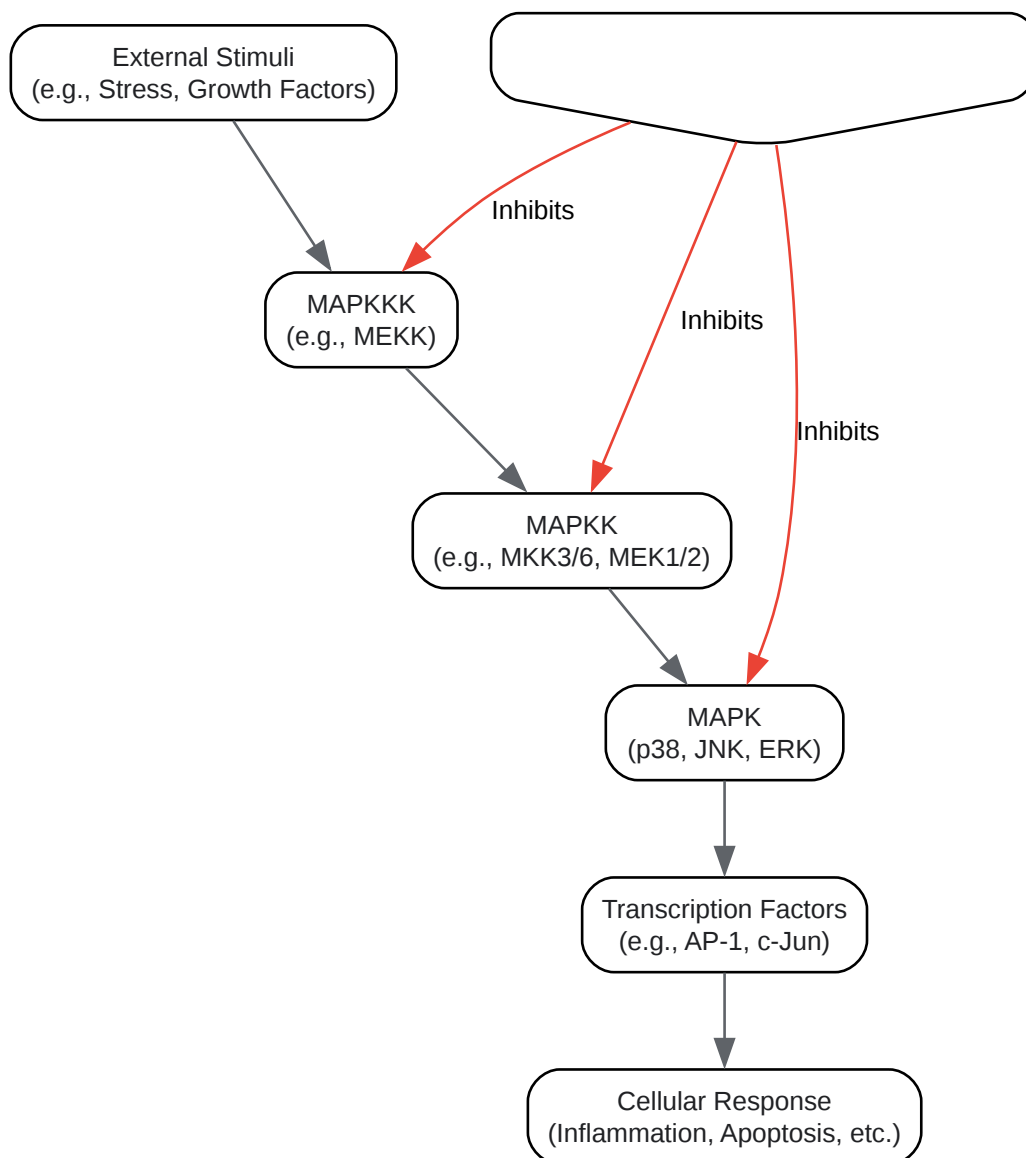 External Stimuli
(e.g., Stress, Growth Factors)
Inhibits
MAPKKK
(e.g., MEKK)
Inhibits
Inhibits
MAPKK
(e.g., MKK3/6, MEK1/2)
MAPK
(p38, JNK, ERK)
Transcription Factors
(e.g., AP-1, c-Jun)
Cellular Response
(Inflammation, Apoptosis, etc.)